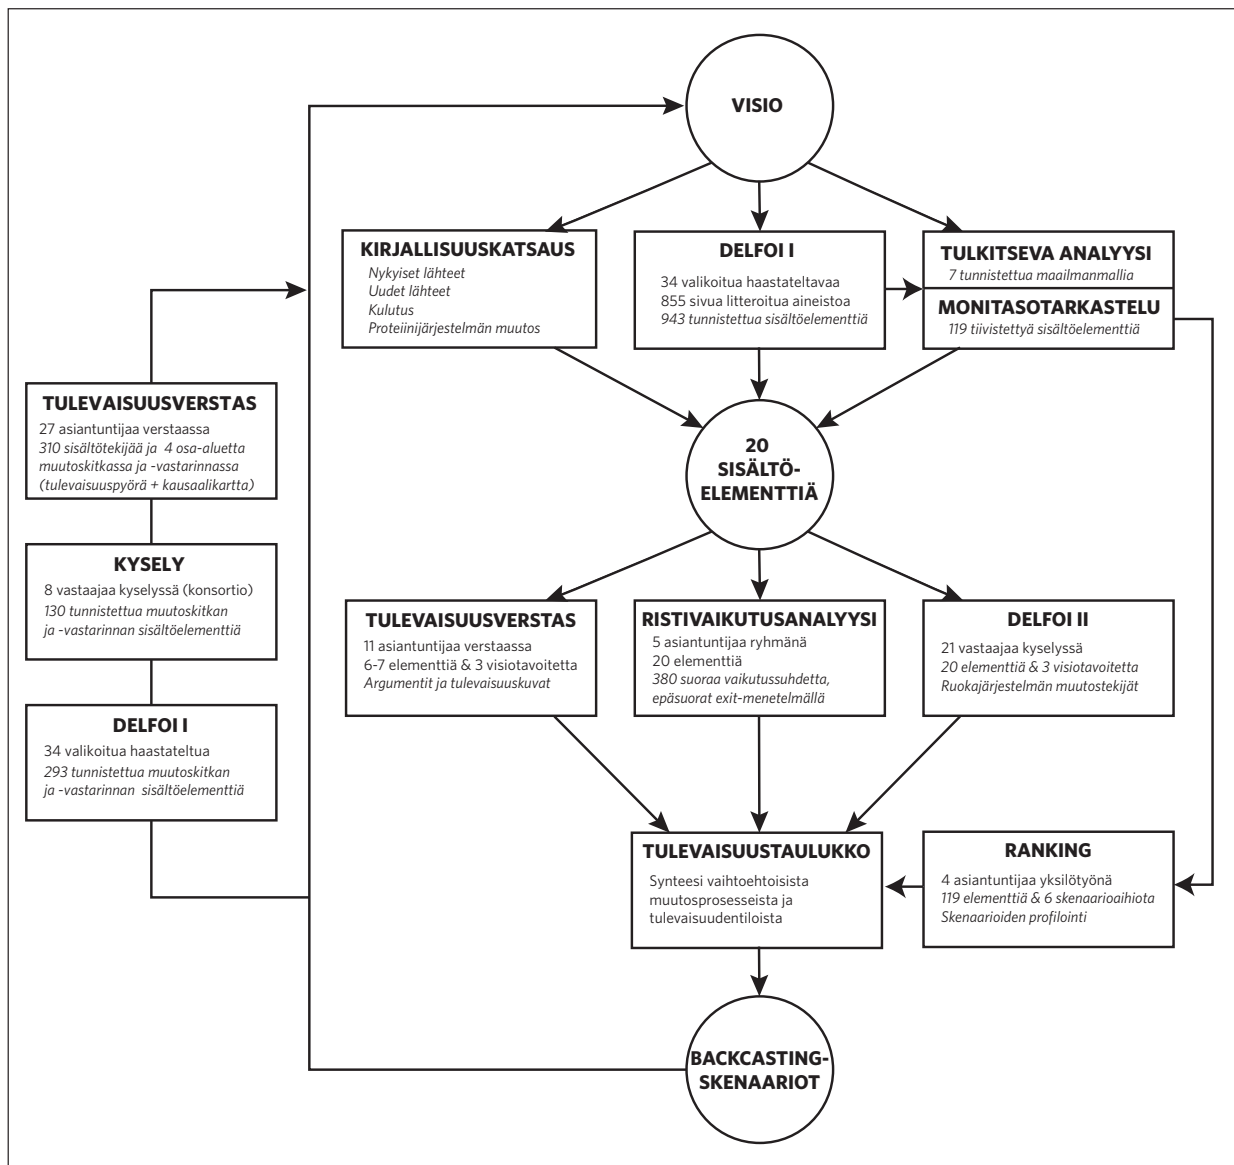 VISIO
KIRJALLISUUSKATSAUS
Nykyiset lähteet
Uudet lähteet
Kulutus
Proteiinijärjestelmän muutos
DELFOI I
34 valikoitua haastateltavaa
855 sivua litteroitua aineistoa
943 tunnistettua sisältöelementtiä
TULKITSEVA ANALYYSI
7 tunnistettua maailmanmallia
MONITASOTARKASTELU
119 tiivistettyä sisältöelementtiä
TULEVAISUUSVERSTAS
27 asiantuntijaa verstaassa
310 sisältötekijää ja 4 osa-aluetta
muutoskitkassa ja -vastarinnassa
(tulevaisuuspyörä + kausaalikartta)
20
SISÄLTÖ-
ELEMENTTIÄ
KYSELY
8 vastaajaa kyselyssä (konsortio)
130 tunnistettua muutoskitkan
ja -vastarinnan sisältöelementtiä
TULEVAISUUSVERSTAS
11 asiantuntijaa verstaassa
6-7 elementtiä & 3 visiotavoitetta
Argumentit ja tulevaisuuskuvat
RISTIVAIKUTUSANALYYSI
5 asiantuntijaa ryhmänä
20 elementtiä
380 suoraa vaikutussuhdetta,
epäsuorat exit-menetelmällä
DELFOI II
21 vastaajaa kyselyssä
20 elementtiä & 3 visiotavoitetta
Ruokajärjestelmän muutostekijät
DELFOI I
34 valikoitua haastateltua
293 tunnistettua muutoskitkan
ja -vastarinnan sisältöelementtiä
TULEVAISUUSTAULUKKO
Synteesi vaihtoehtoisista
muutosprosesseista ja
tulevaisuudentiloista
RANKING
4 asiantuntijaa yksilötyönä
119 elementtiä & 6 skenaarioaihiota
Skenaarioiden profilointi
BACKCASTING-
SKENAARIOT